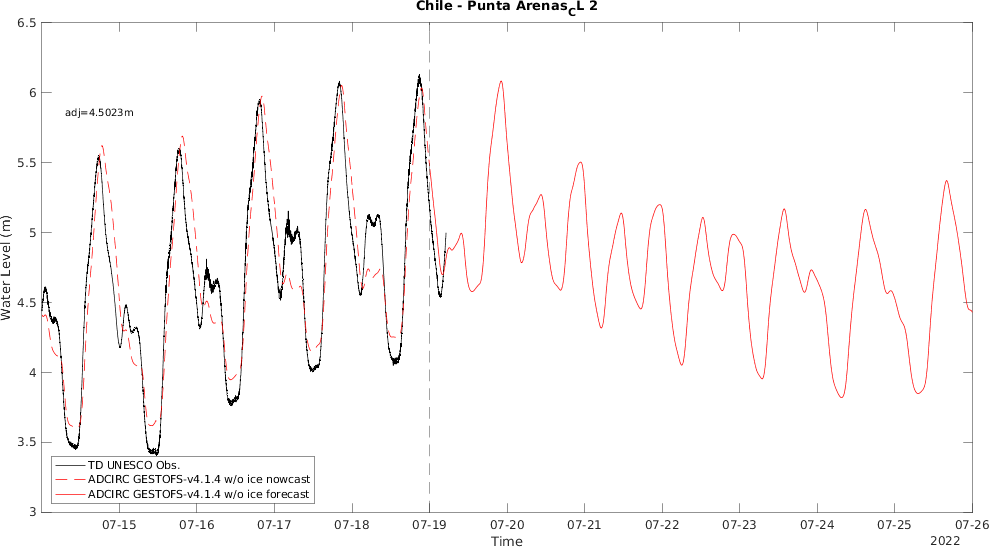 Chile - Punta Arenas_CL 2
6.5
6
5.5
5
4.5
4
3.5
3
Water Level (m)
adj=4.5023m
TD UNESCO Obs.
ADCIRC GESTOFS-v4.1.4 w/o ice nowcast
ADCIRC GESTOFS-v4.1.4 w/o ice forecast
07-15 07-16 07-17 07-18 07-19 07-20 07-21 07-22 07-23 07-24 07-25 07-26
Time
2022